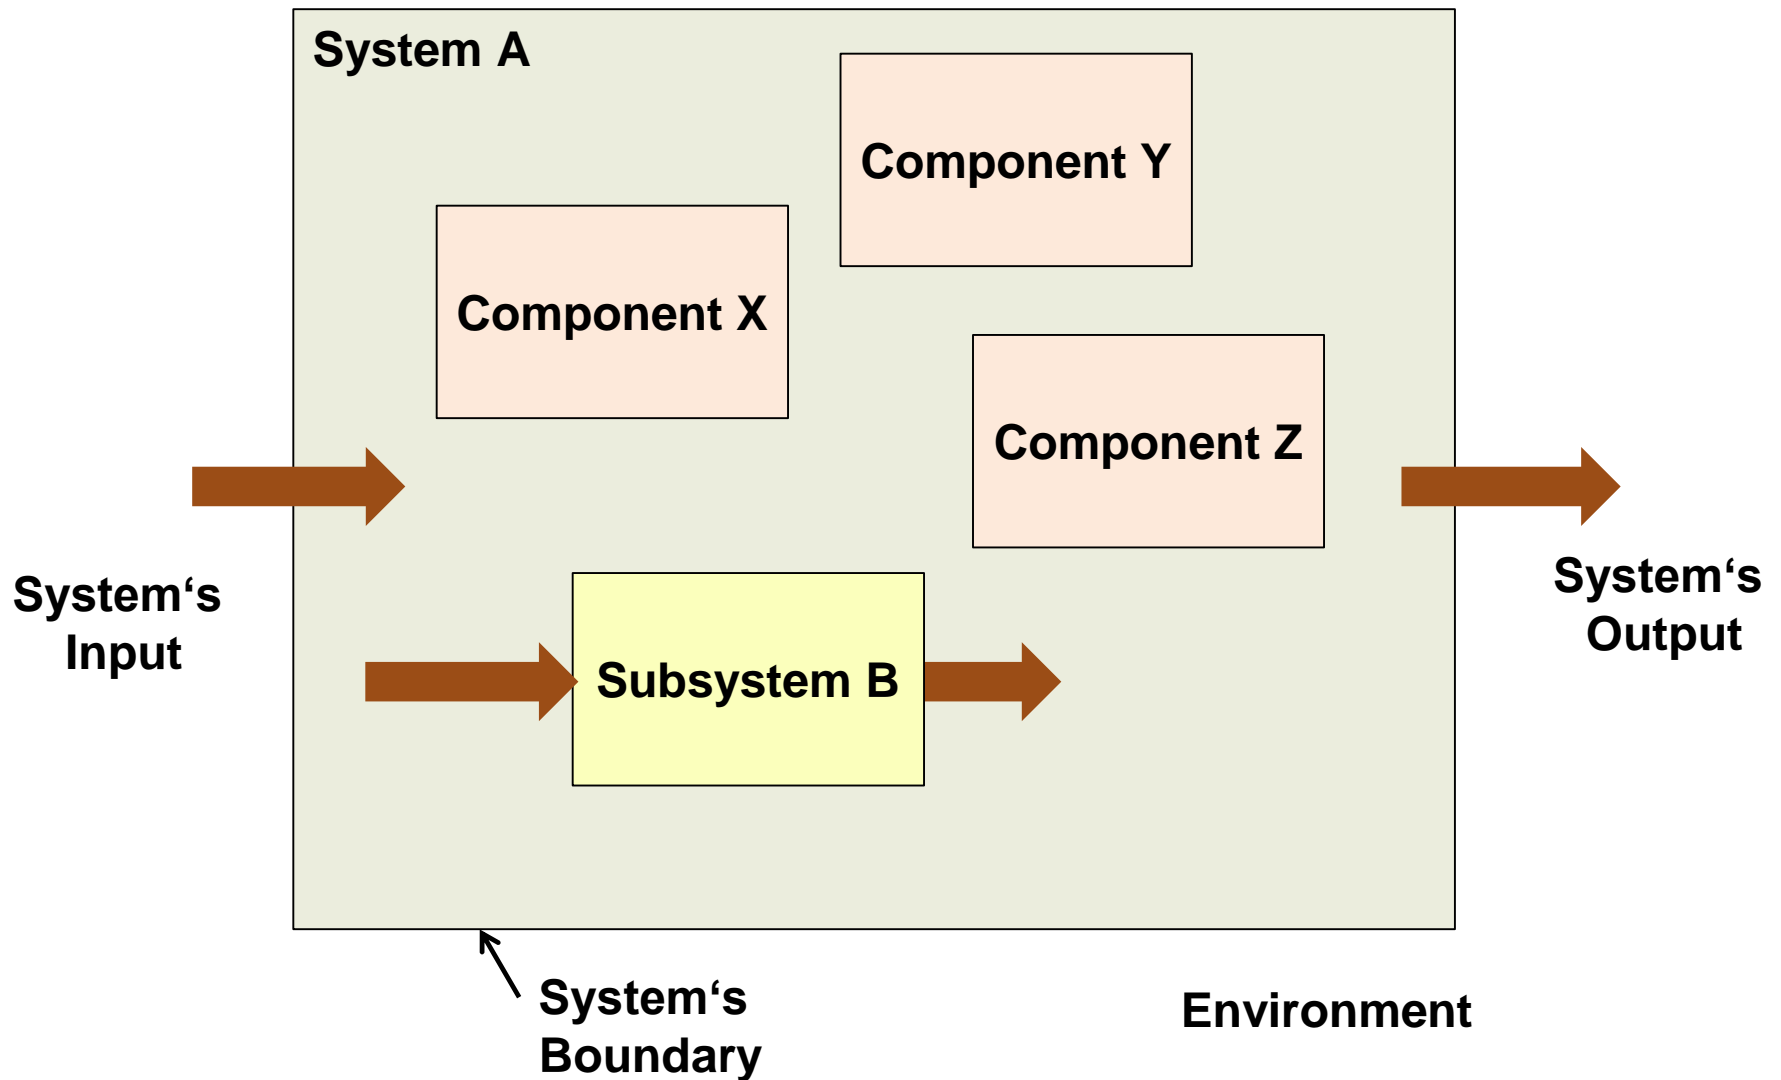 System A
Component Y
Component X
Component Z
System‘s
Input
System‘s
Output
Subsystem B
System‘s
Boundary
Environment